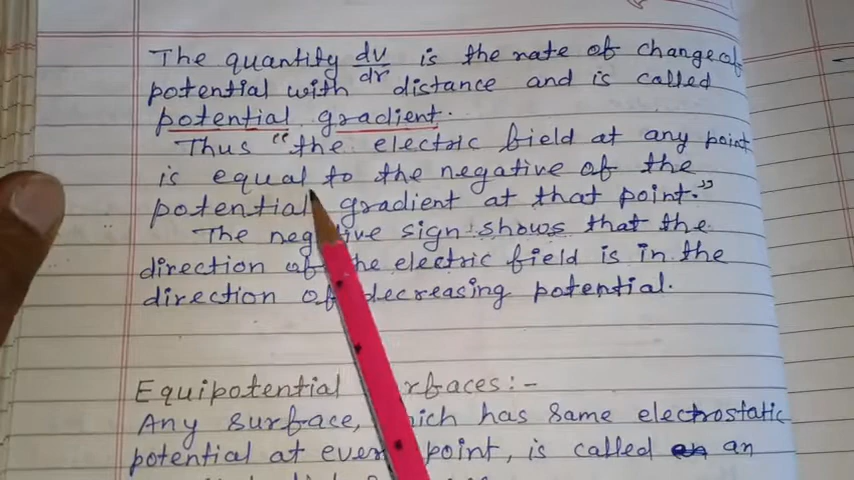 The quantity dv/dr is the rate of change of
potential with distance and is called
potential gradient.
Thus "the electric field at any point
is equal to the negative of the
potential gradient at that point."
The negative sign shows that the
direction of the electric field is in the
direction of decreasing potential.
Equipotential surfaces:-
Any surface, which has same electrostatic
potential at every point, is called an